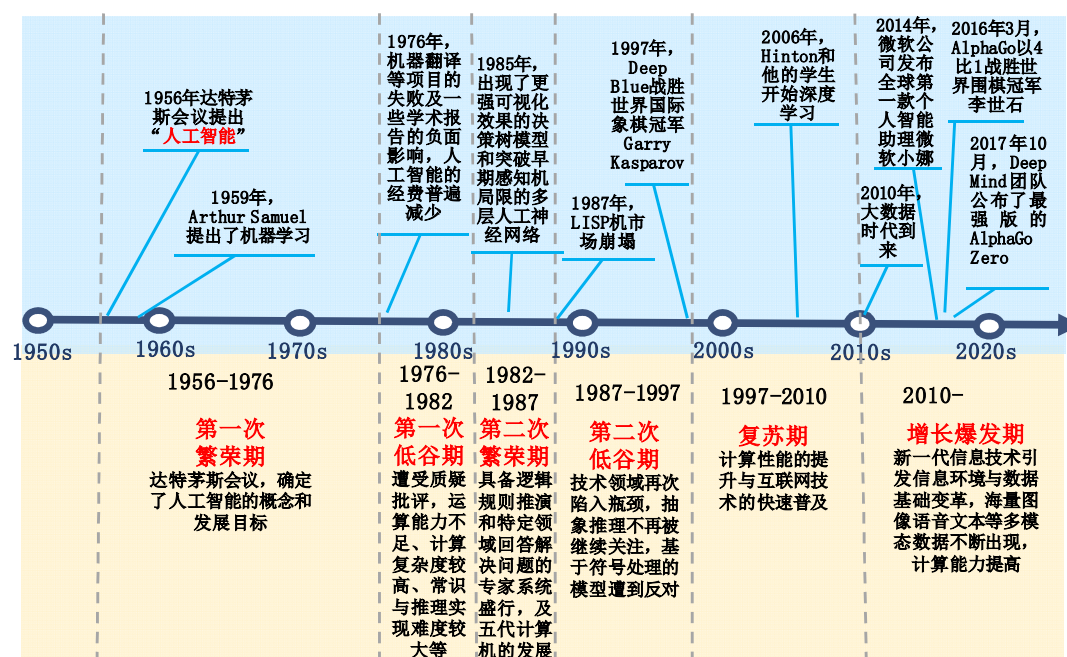 1956年达特茅
斯会议提出
“人工智能”
1959年,
Arthur Samuel
提出了机器学习
1976年,
机器翻译
等项目的
失败及一
些学术报
告的负面
影响，人
工智能的
经费普遍
减少
1985年,
出现了更
强可视化
效果的决
策树模型
和突破早
期感知机
局限的多
层人工神
经网络
1997年,
Deep
Blue战胜
世界国际
象棋冠军
Garry
Kasparov
1987年,
LISP机市
场崩塌
2006年,
Hinton和
他的学生
开始深度
学习
2014年,
微软公
司发布
全球第
一款个
人智能
助理微
软小娜
2010年,
大数据
时代到
来
2016年3月,
AlphaGo以4
比1战胜世
界围棋冠军
李世石
2017年10
月，Deep
Mind团队
公布了最
强版的
AlphaGo
Zero
1950s
1960s
1970s
1980s
1990s
2000s
2010s
2020s
1956-1976
第一次
繁荣期
达特茅斯会议，确定
了人工智能的概念和
发展目标
1976-
1982
第一次
低谷期
遭受质疑
批评，运
算能力不
足、计算
复杂度较
高、常识
与推理实
现难度较
大等
1982-
1987
第二次
繁荣期
具备逻辑
规则推演
和特定领
域回答解
决问题的
专家系统
盛行，及
五代计算
机的发展
1987-1997
第二次
低谷期
技术领域再次
陷入瓶颈，抽
象推理不再被
继续关注，基
于符号处理的
模型遭到反对
1997-2010
复苏期
计算性能的提
升与互联网技
术的快速普及
2010-
增长爆发期
新一代信息技术引
发信息环境与数据
基础变革，海量图
像语音文本等多模
态数据不断出现，
计算能力提高